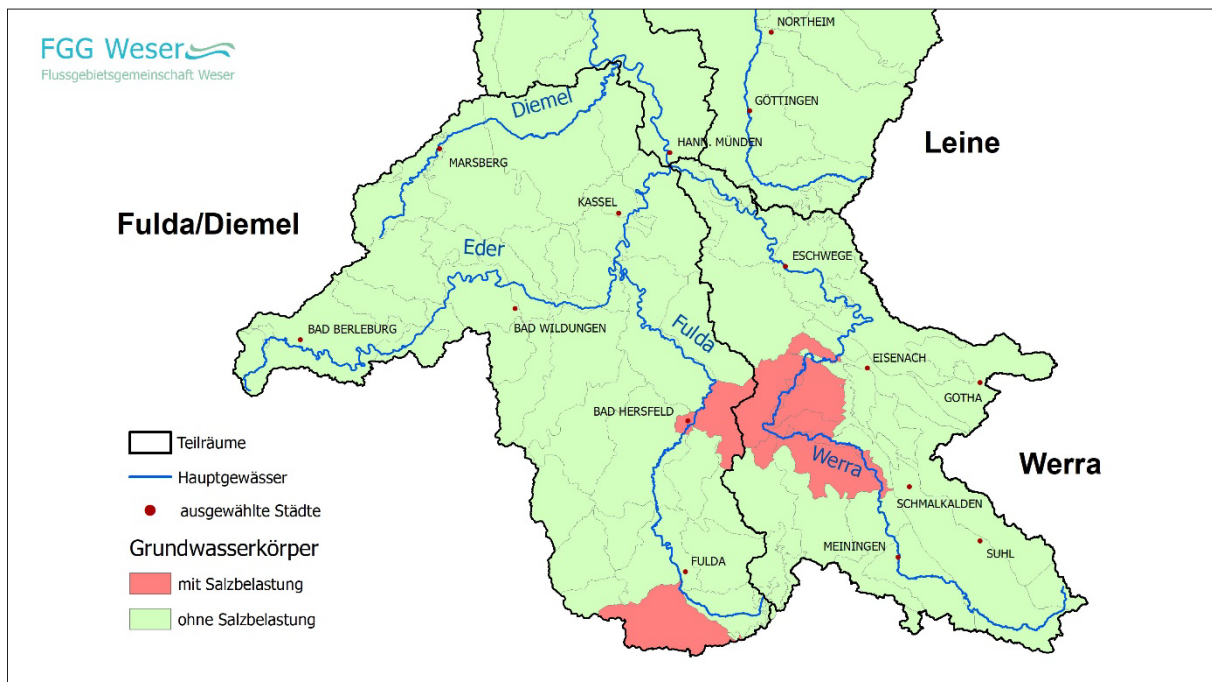 FGG Weser
Flussgebietsgemeinschaft Weser
NORTHEIM
Diemel
GÖTTINGEN
Leine
HANN. MÜNDEN
MARSBERG
KASSEL
Fulda/Diemel
Eder
ESCHWEGE
BAD WILDUNGEN
Fulda
BAD BERLEBURG
EISENACH
GOTHA
BAD HERSFELD
Teilräume
Werra
Werra
Hauptgewässer
SCHMALKALDEN
ausgewählte Städte
SUHL
MEININGEN
Grundwasserkörper
FULDA
mit Salzbelastung
ohne Salzbelastung